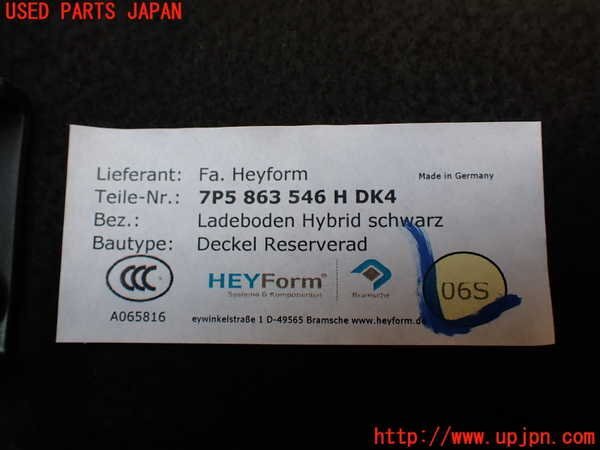 USED PARTS JAPAN
Lieferant: Fa. Heyform
Made in Germany
Teile-Nr.: 7P5 863 546 H DK4
Bez.: Ladeboden Hybrid schwarz
Bautype: Deckel Reserverad
CCC
HEYForm®
Systeme & Komponenten
Bramsche
06S
A065816
eywinkelstraße 1 D-49565 Bramsche www.heyform.de
http://www.upjpn.com/